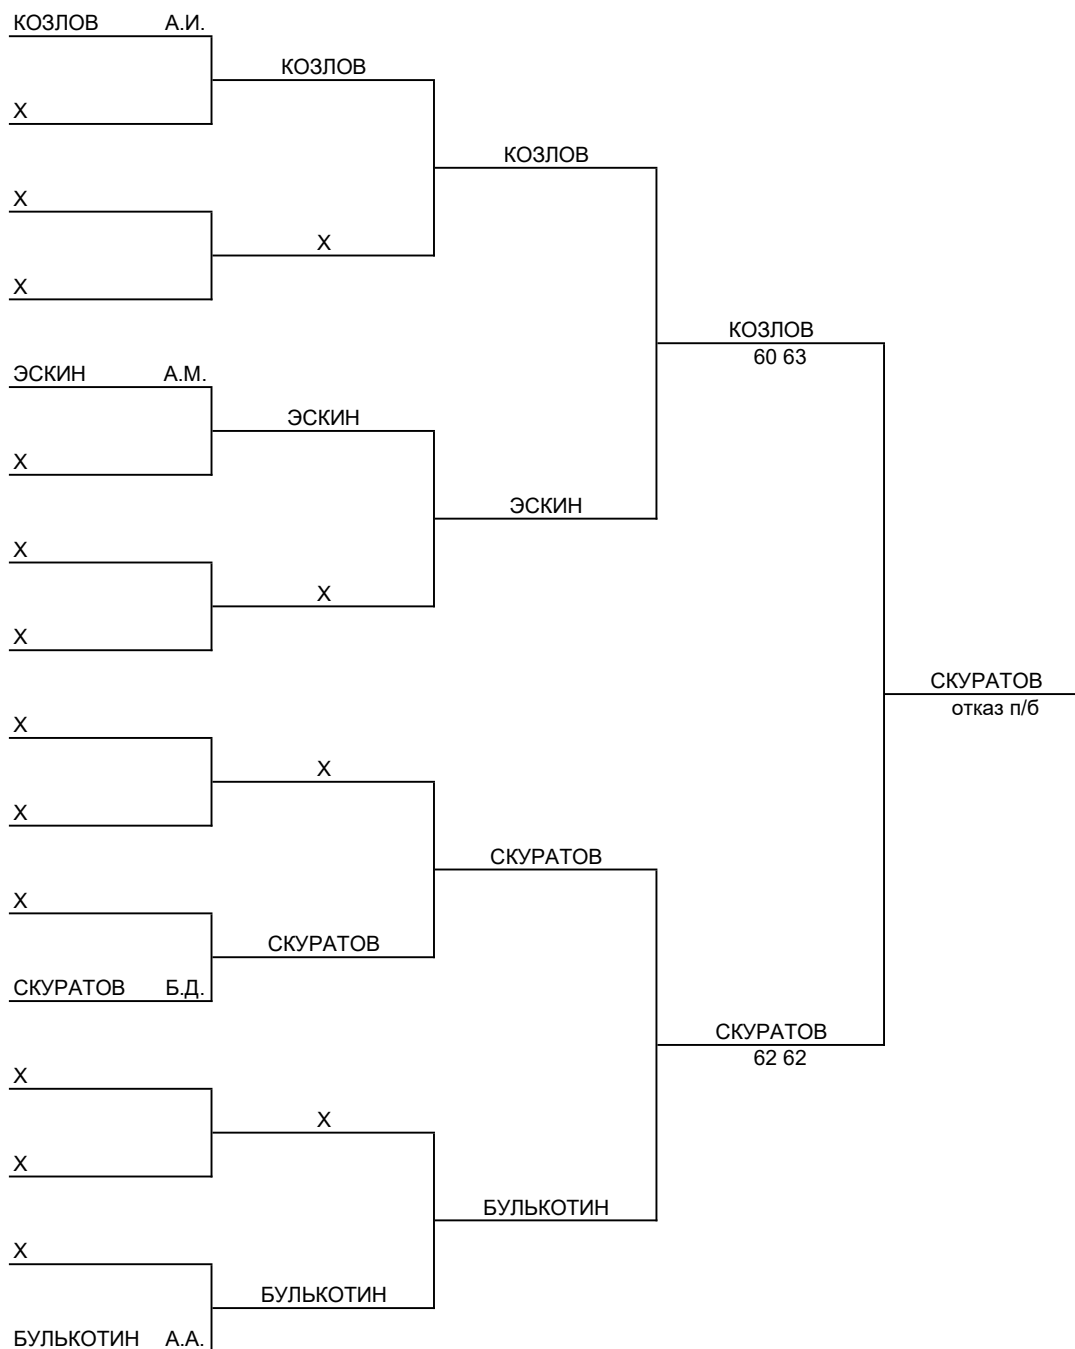 КОЗЛОВ А.И.
КОЗЛОВ
Х
КОЗЛОВ
Х
Х
Х
КОЗЛОВ
60 63
ЭСКИН А.М.
ЭСКИН
Х
ЭСКИН
Х
Х
Х
СКУРАТОВ
отказ п/б
Х
Х
Х
СКУРАТОВ
Х
СКУРАТОВ
СКУРАТОВ Б.Д.
СКУРАТОВ
62 62
Х
Х
Х
БУЛЬКОТИН
Х
БУЛЬКОТИН
БУЛЬКОТИН А.А.